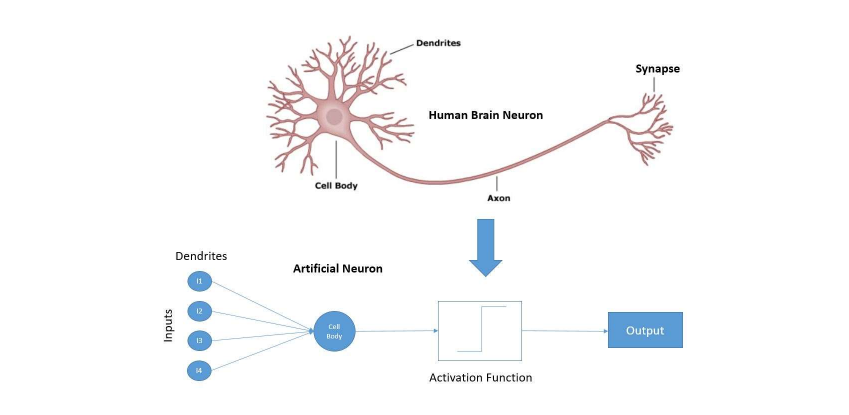 Dendrites
Synapse
Human Brain Neuron
Cell Body
Axon
Dendrites
Artificial Neuron
Inputs
I1
I2
I3
I4
Cell
Body
Output
Activation Function